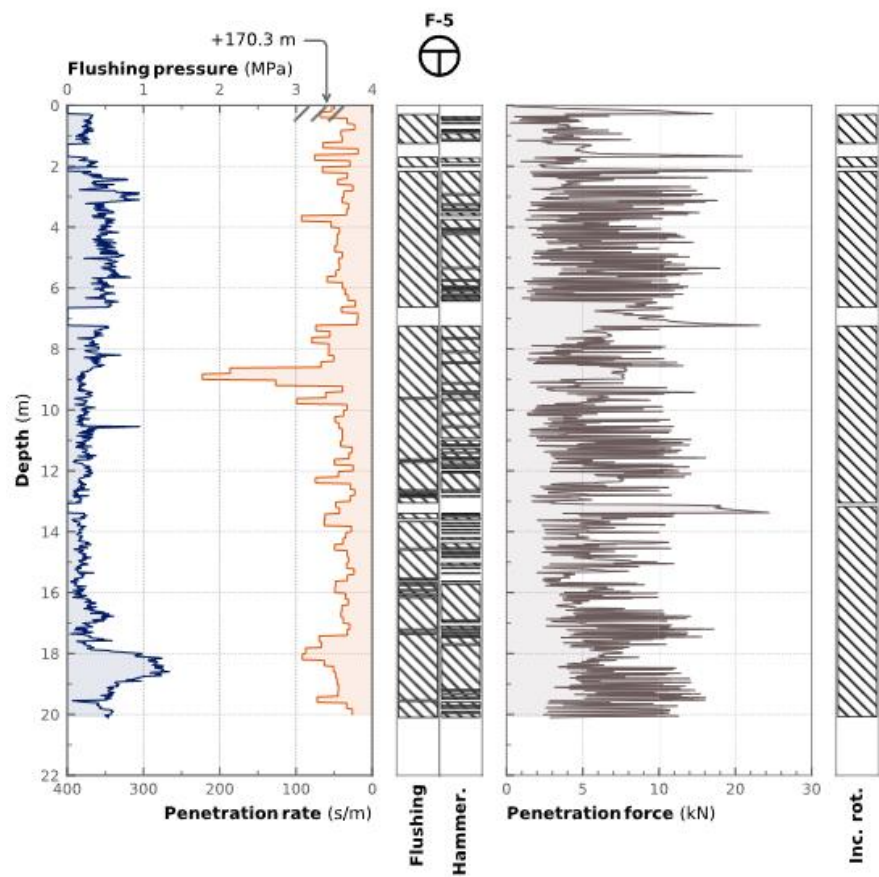 F-5
+170.3 m
Flushing pressure (MPa)
0 1 2 3 4
0
2
4
6
8
10
12
14
16
18
20
22
Depth (m)
400 300 200 100 0
Penetration rate (s/m)
Flushing
Hammer.
0 5 10 20 30
Penetration force (kN)
Inc. rot.